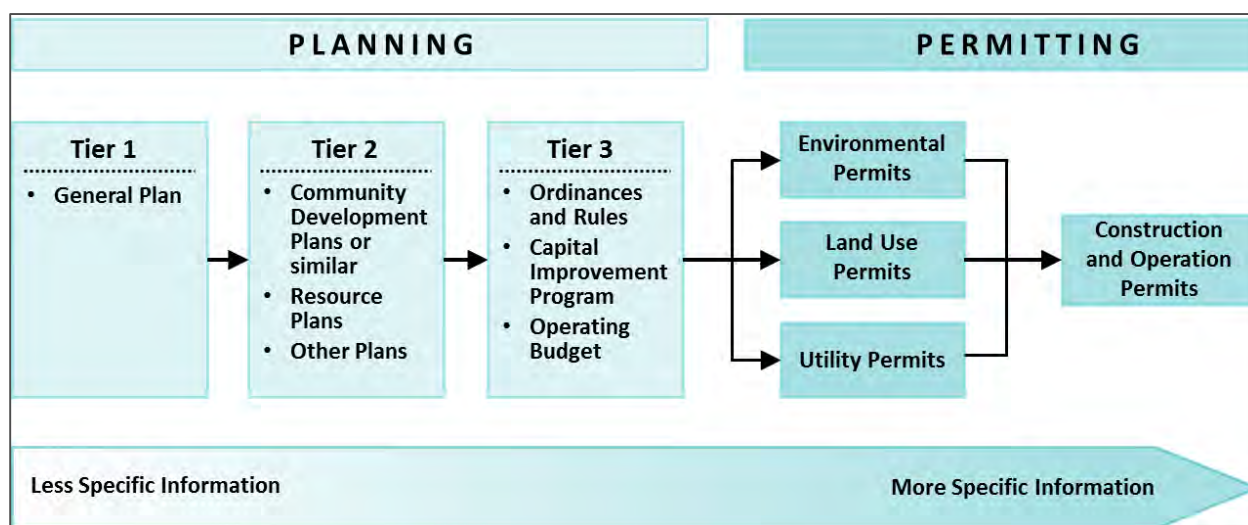 PLANNING
PERMITTING
Tier 1
• General Plan
Tier 2
• Community
Development
Plans or
similar
• Resource
Plans
• Other Plans
Tier 3
• Ordinances
and Rules
• Capital
Improvement
Program
• Operating
Budget
Environmental
Permits
Land Use
Permits
Utility Permits
Construction
and Operation
Permits
Less Specific Information
More Specific Information